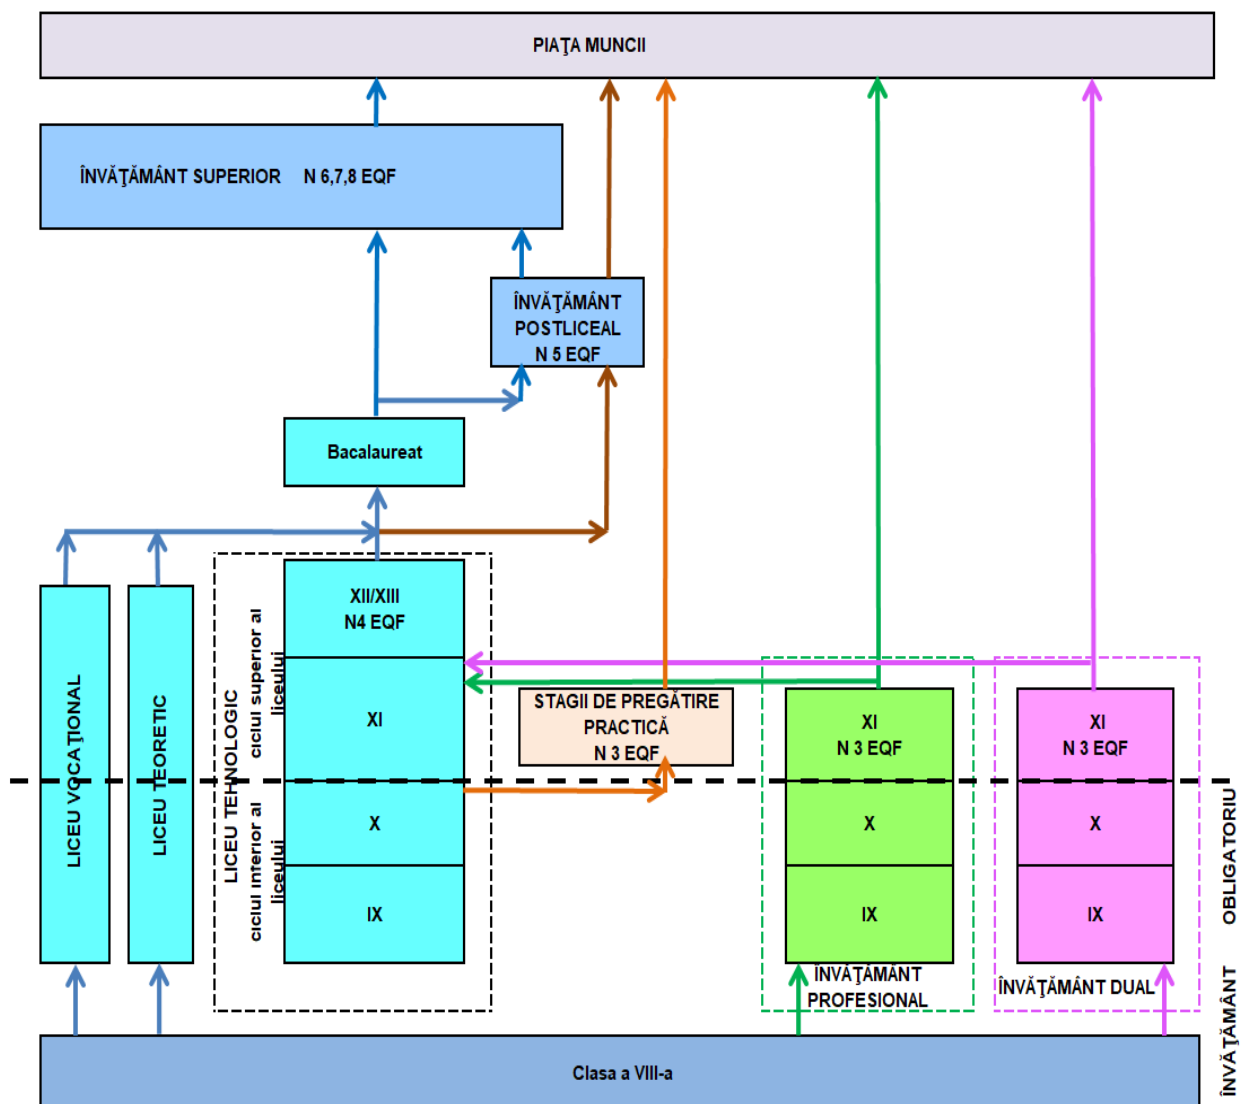 PIAŢA MUNCII
ÎNVĂŢĂMÂNT SUPERIOR N 6,7,8 EQF
ÎNVĂŢĂMÂNT
POSTLICEAL
N 5 EQF
Bacalaureat
LICEU VOCAŢIONAL
LICEU TEORETIC
LICEU TEHNOLOGIC
ciclul superior al
liceului
ciclul inferior al
liceului
XII/XIII
N4 EQF
XI
X
IX
STAGII DE PREGĂTIRE
PRACTICĂ
N 3 EQF
XI
N 3 EQF
X
IX
ÎNVĂŢĂMÂNT
PROFESIONAL
XI
N 3 EQF
X
IX
ÎNVĂŢĂMÂNT DUAL
ÎNVĂŢĂMÂNT OBLIGATORIU
Clasa a VIII-a